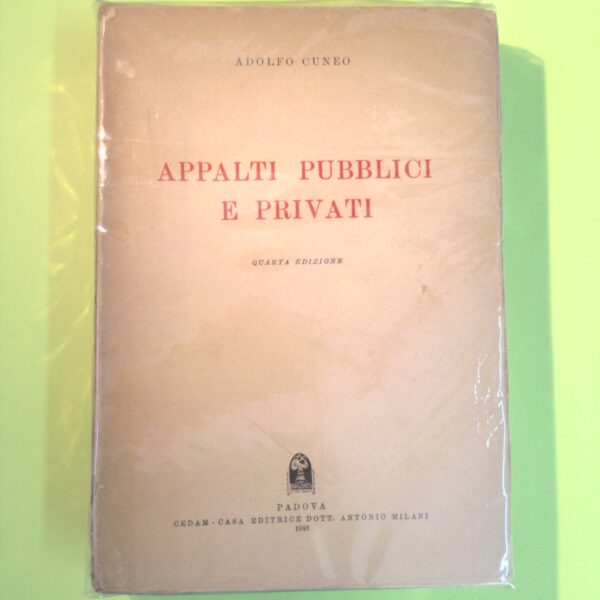 ADOLFO CUNEO
APPALTI PUBBLICI
E PRIVATI
QUARTA EDIZIONE
PADOVA
CEDAM - CASA EDITRICE DOTT. ANTONIO MILANI